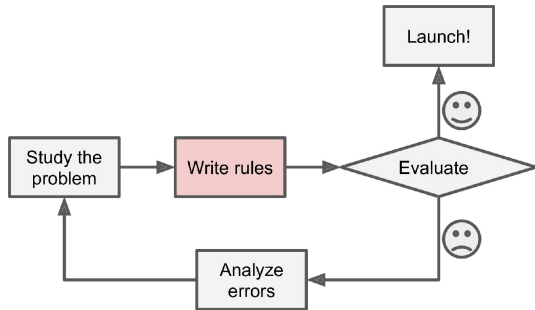 Launch!
Study the
problem
Write rules
Evaluate
Analyze
errors